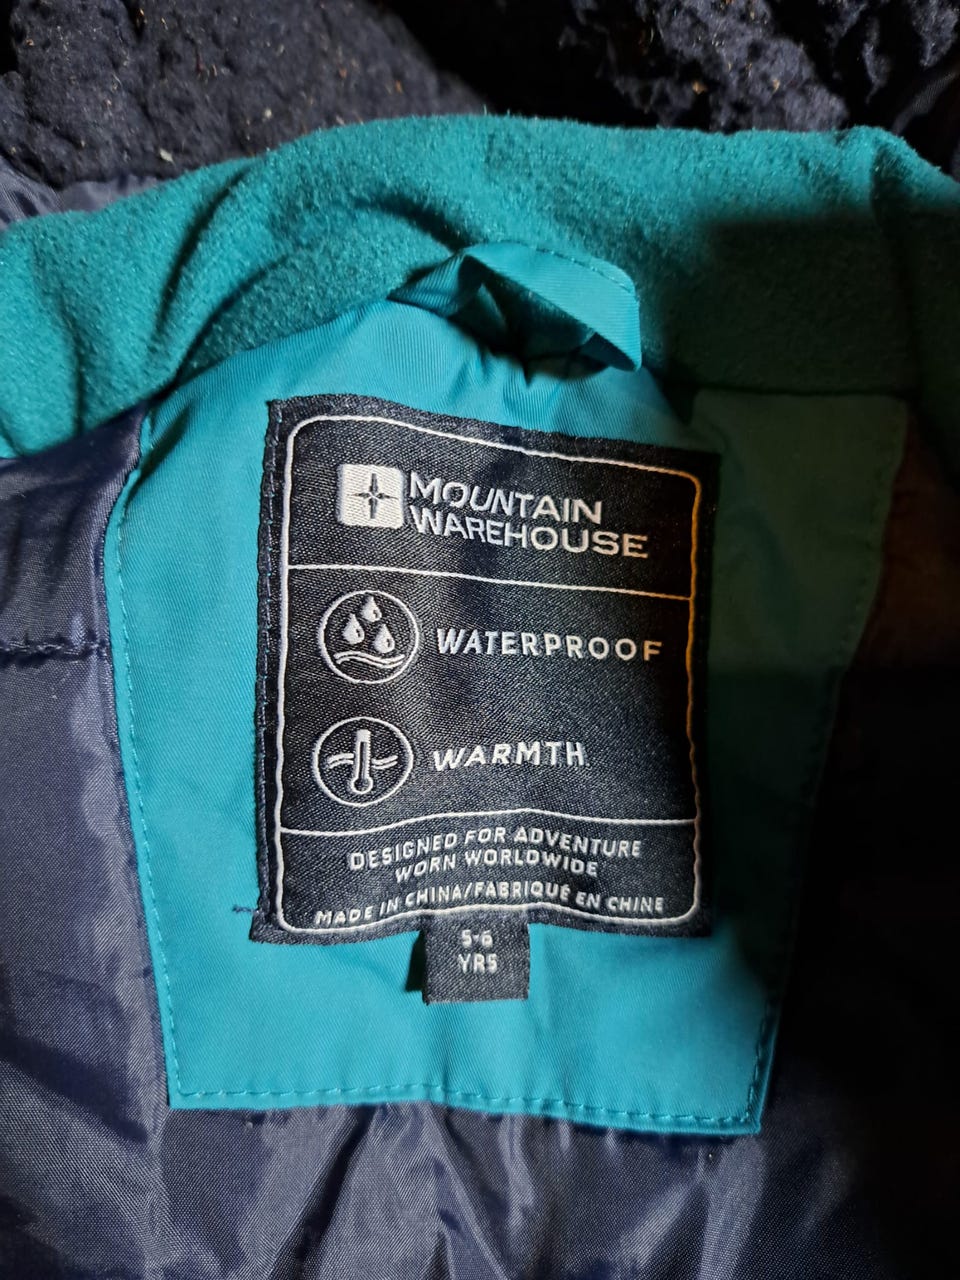 MOUNTAIN
WAREHOUSE
WATERPROOF
WARMTH
DESIGNED FOR ADVENTURE
WORN WORLDWIDE
MADE IN CHINA/FABRIQUÉ EN CHINE
5-6
YRS